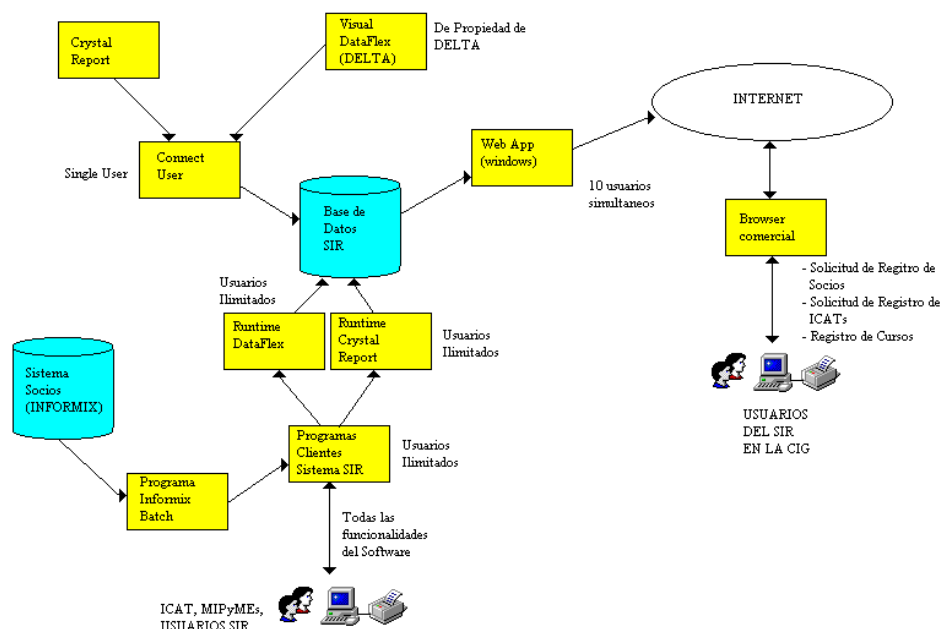 Crystal
Report
Visual
DataFlex
(DELTA)
De Propiedad de
DELTA
INTERNET
Single User
Connect
User
Web App
(windows)
10 usuarios
simultaneos
Base de
Datos
SIR
Browser
comercial
- Solicitud de Regitro de
Socios
- Solicitud de Registro de
ICATs
- Registro de Cursos
Usuarios
Ilimitados
Runtime
DataFlex
Runtime
Crystal
Report
Usuarios
Ilimitados
Sistema
Socios
(INFORMIX)
USUARIOS
DEL SIR
EN LA CIG
Programas
Clientes
Sistema SIR
Usuarios
Ilimitados
Programa
Informix
Batch
Todas las
funcionalidades
del Software
ICAT, MIPyMEs,
USUARIOS SIR